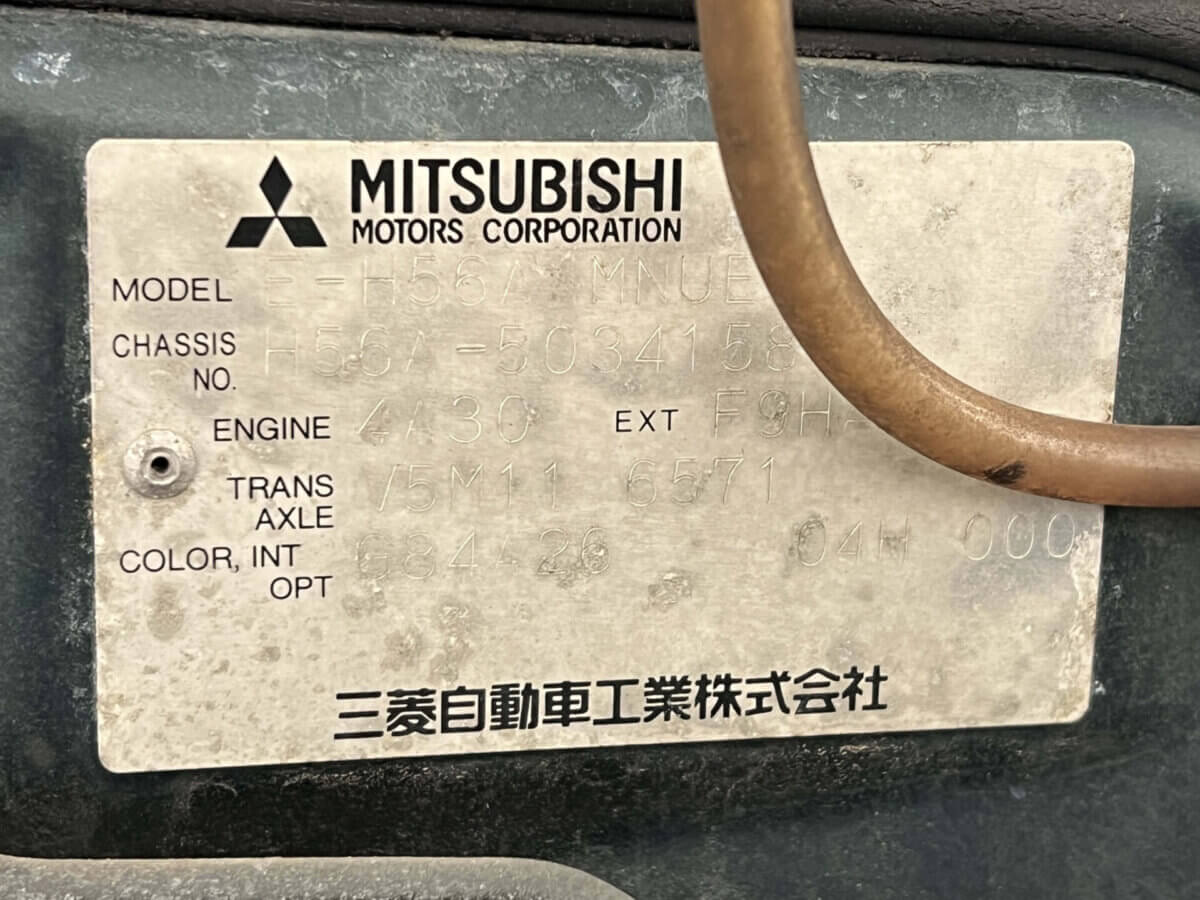 MITSUBISHI
MOTORS CORPORATION
MODEL E-H56A MNUE
CHASSIS NO. H56A-5034158
ENGINE 4A30 EXT F9H
TRANS AXLE V5M11 6571
COLOR, INT OPT G84A26 04H 000
三菱自動車工業株式会社